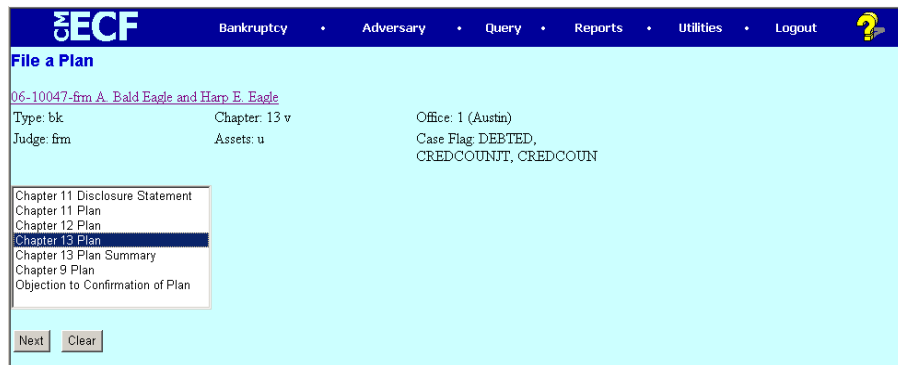 CM ECF Bankruptcy • Adversary • Query • Reports • Utilities • Logout ?
File a Plan
06-10047-frm A. Bald Eagle and Harp E. Eagle
Type: bk Chapter: 13 v Office: 1 (Austin)
Judge: frm Assets: u Case Flag: DEBTED,
CREDCOUNJT, CREDCOUN
Chapter 11 Disclosure Statement
Chapter 11 Plan
Chapter 12 Plan
Chapter 13 Plan
Chapter 13 Plan Summary
Chapter 9 Plan
Objection to Confirmation of Plan
Next Clear